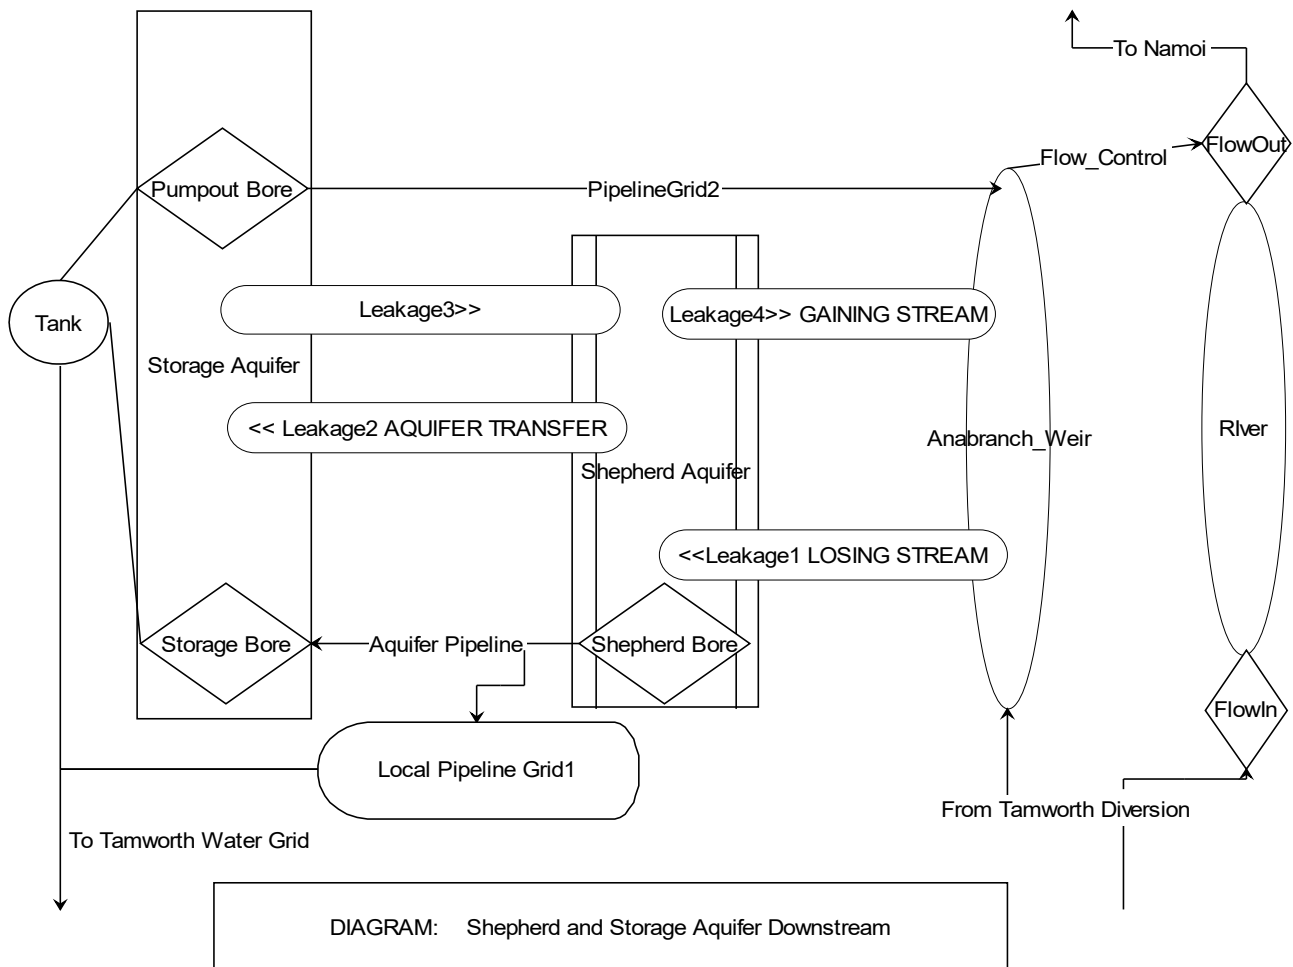 To Namoi
FlowOut
Flow_Control
Pumpout Bore
PipelineGrid2
Leakage3>>
Leakage4>> GAINING STREAM
Tank
Storage Aquifer
<< Leakage2 AQUIFER TRANSFER
RIver
Anabranch_Weir
Shepherd Aquifer
<<Leakage1 LOSING STREAM
Storage Bore
Aquifer Pipeline
Shepherd Bore
FlowIn
Local Pipeline Grid1
From Tamworth Diversion
To Tamworth Water Grid
DIAGRAM: Shepherd and Storage Aquifer Downstream